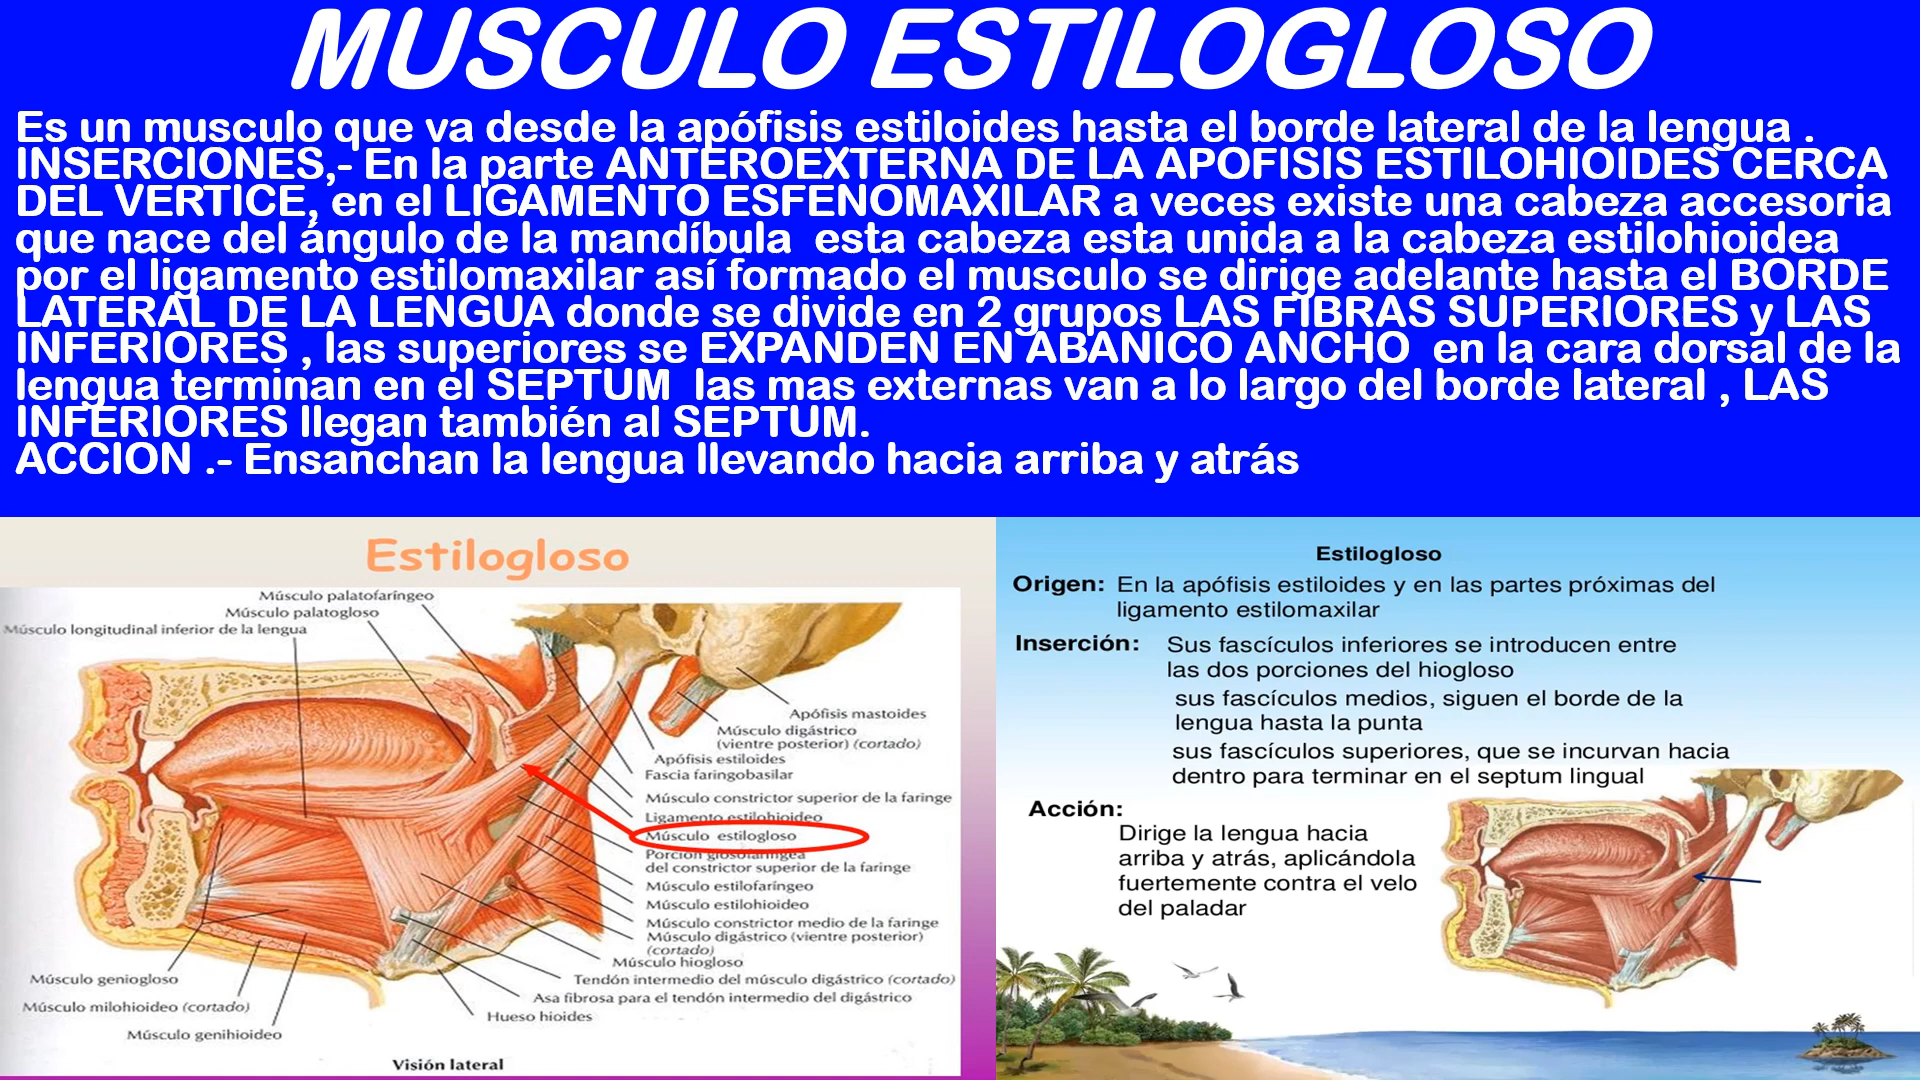 MUSCULO ESTILOGLOSO
Es un musculo que va desde la apófisis estiloides hasta el borde lateral de la lengua .
INSERCIONES,- En la parte ANTEROEXTERNA DE LA APOFISIS ESTILOHIOIDES CERCA
DEL VERTICE, en el LIGAMENTO ESFENOMAXILAR a veces existe una cabeza accesoria
que nace del ángulo de la mandíbula esta cabeza esta unida a la cabeza estilohioidea
por el ligamento estilomaxilar así formado el musculo se dirige adelante hasta el BORDE
LATERAL DE LA LENGUA donde se divide en 2 grupos LAS FIBRAS SUPERIORES y LAS
INFERIORES , las superiores se EXPANDEN EN ABANICO ANCHO en la cara dorsal de la
lengua terminan en el SEPTUM las mas externas van a lo largo del borde lateral , LAS
INFERIORES llegan también al SEPTUM.
ACCION .- Ensanchan la lengua llevando hacia arriba y atrás
Estilogloso
Músculo palatofaríngeo
Músculo palatogloso
Músculo longitudinal inferior de la lengua
Apófisis mastoides
Músculo digástrico
(vientre posterior) (cortado)
Apófisis estiloides
Fascia faringobasilar
Músculo constrictor superior de la faringe
Ligamento estilohioideo
Músculo estilogloso
Porción glosofaríngea
del constrictor superior de la faringe
Músculo estilofaríngeo
Músculo estilohioideo
Músculo constrictor medio de la faringe
Músculo digástrico (vientre posterior)
(cortado)
Músculo hiogloso
Tendón intermedio del músculo digástrico (cortado)
Asa fibrosa para el tendón intermedio del digástrico
Hueso hioides
Músculo geniogloso
Músculo milohioideo (cortado)
Músculo genihioideo
Visión lateral
Estilogloso
Origen: En la apófisis estiloides y en las partes próximas del
ligamento estilomaxilar
Inserción: Sus fascículos inferiores se introducen entre
las dos porciones del hiogloso
sus fascículos medios, siguen el borde de la
lengua hasta la punta
sus fascículos superiores, que se incurvan hacia
dentro para terminar en el septum lingual
Acción:
Dirige la lengua hacia
arriba y atrás, aplicándola
fuertemente contra el velo
del paladar